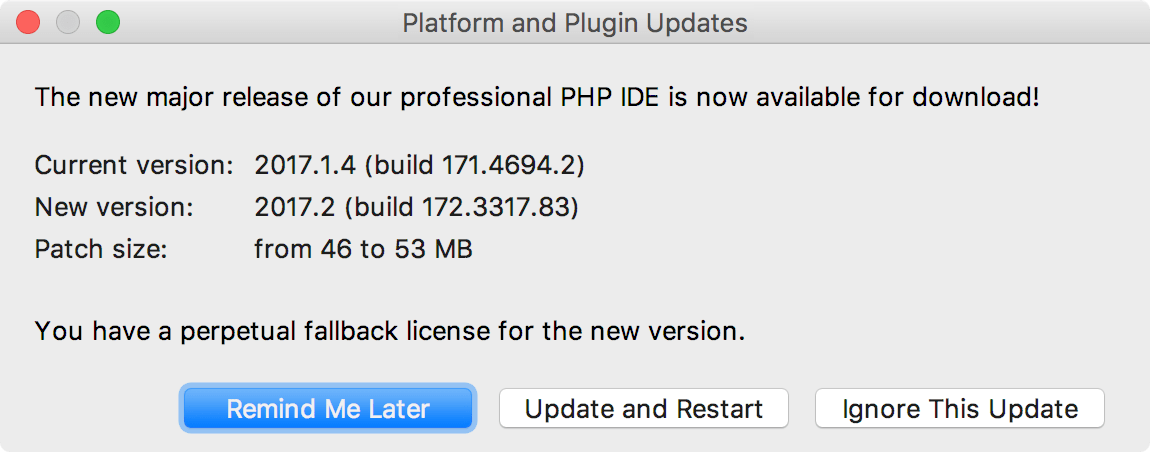 Platform and Plugin Updates
The new major release of our professional PHP IDE is now available for download!
Current version: 2017.1.4 (build 171.4694.2)
New version: 2017.2 (build 172.3317.83)
Patch size: from 46 to 53 MB
You have a perpetual fallback license for the new version.
Remind Me Later Update and Restart Ignore This Update